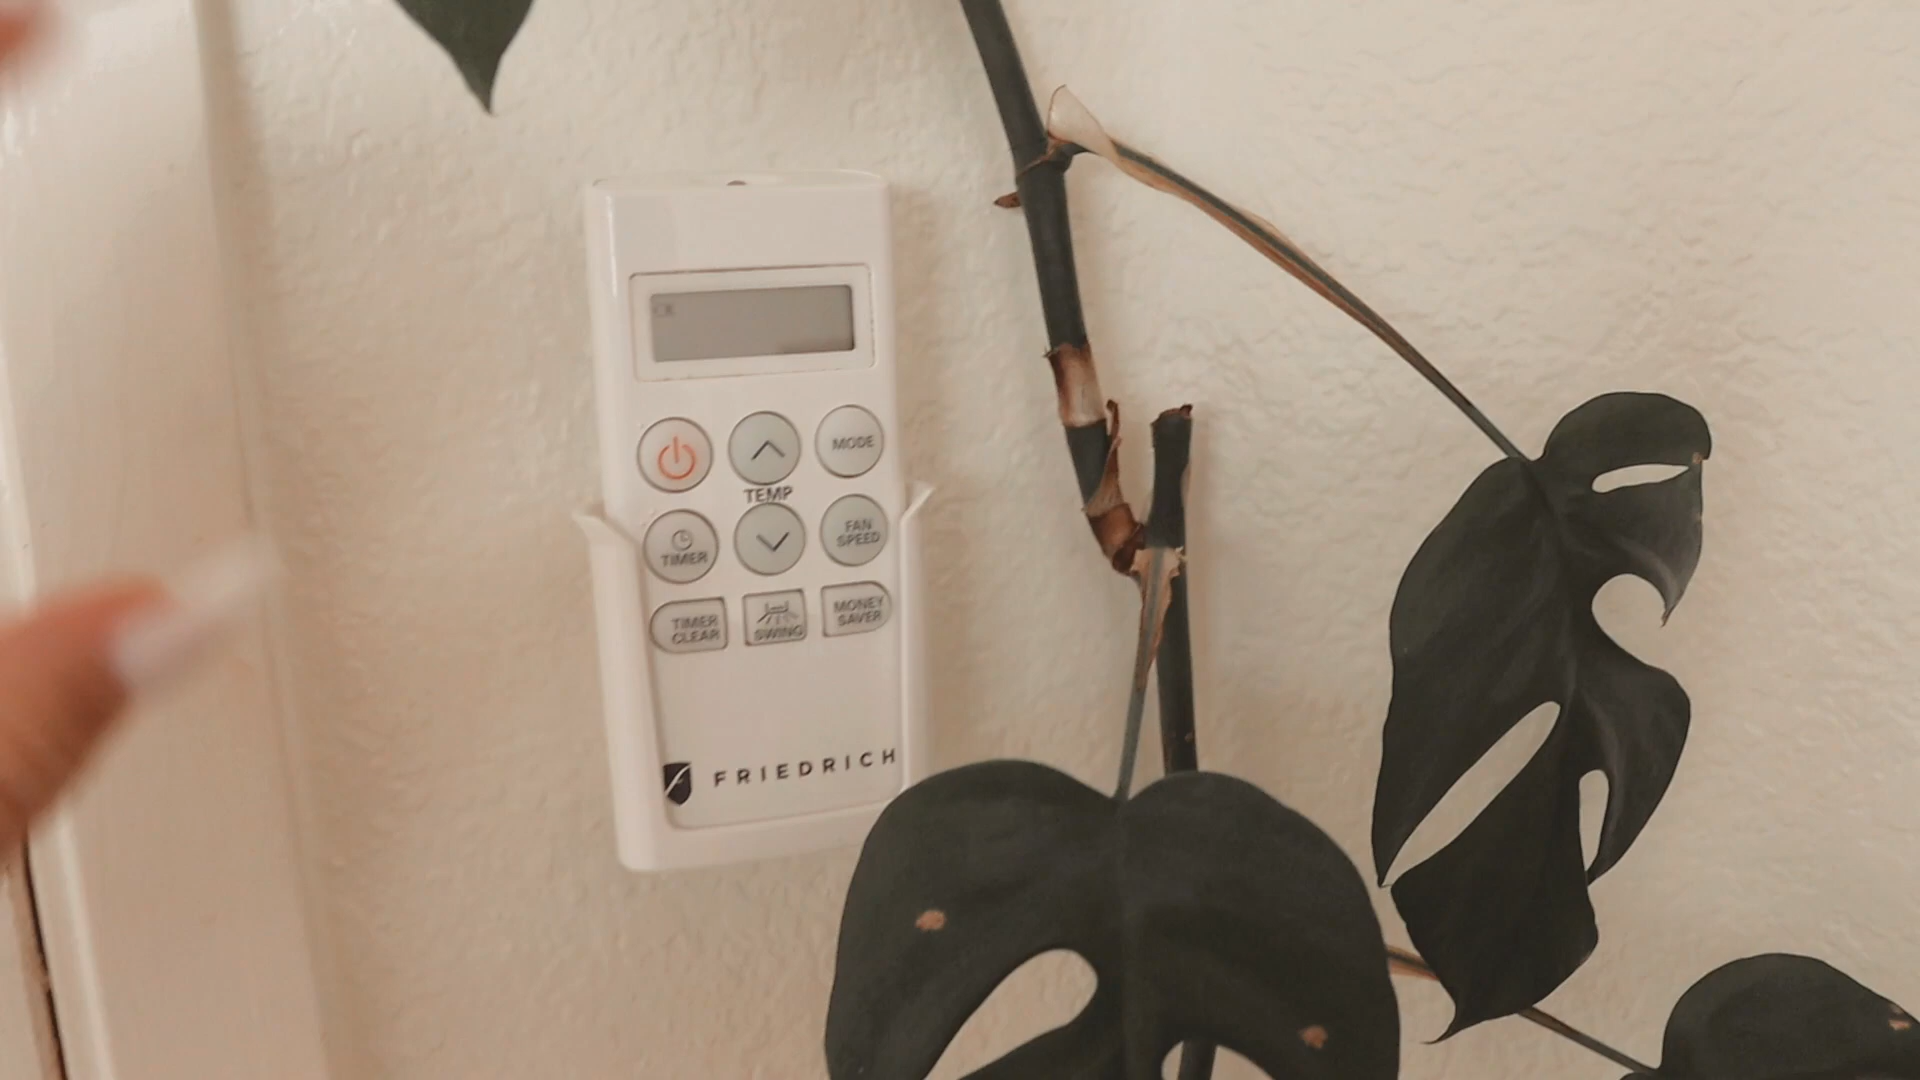 MODE
TEMP
TIMER
FAN
SPEED
TIMER
CLEAR
SWING
MONEY
SAVER
FRIEDRICH